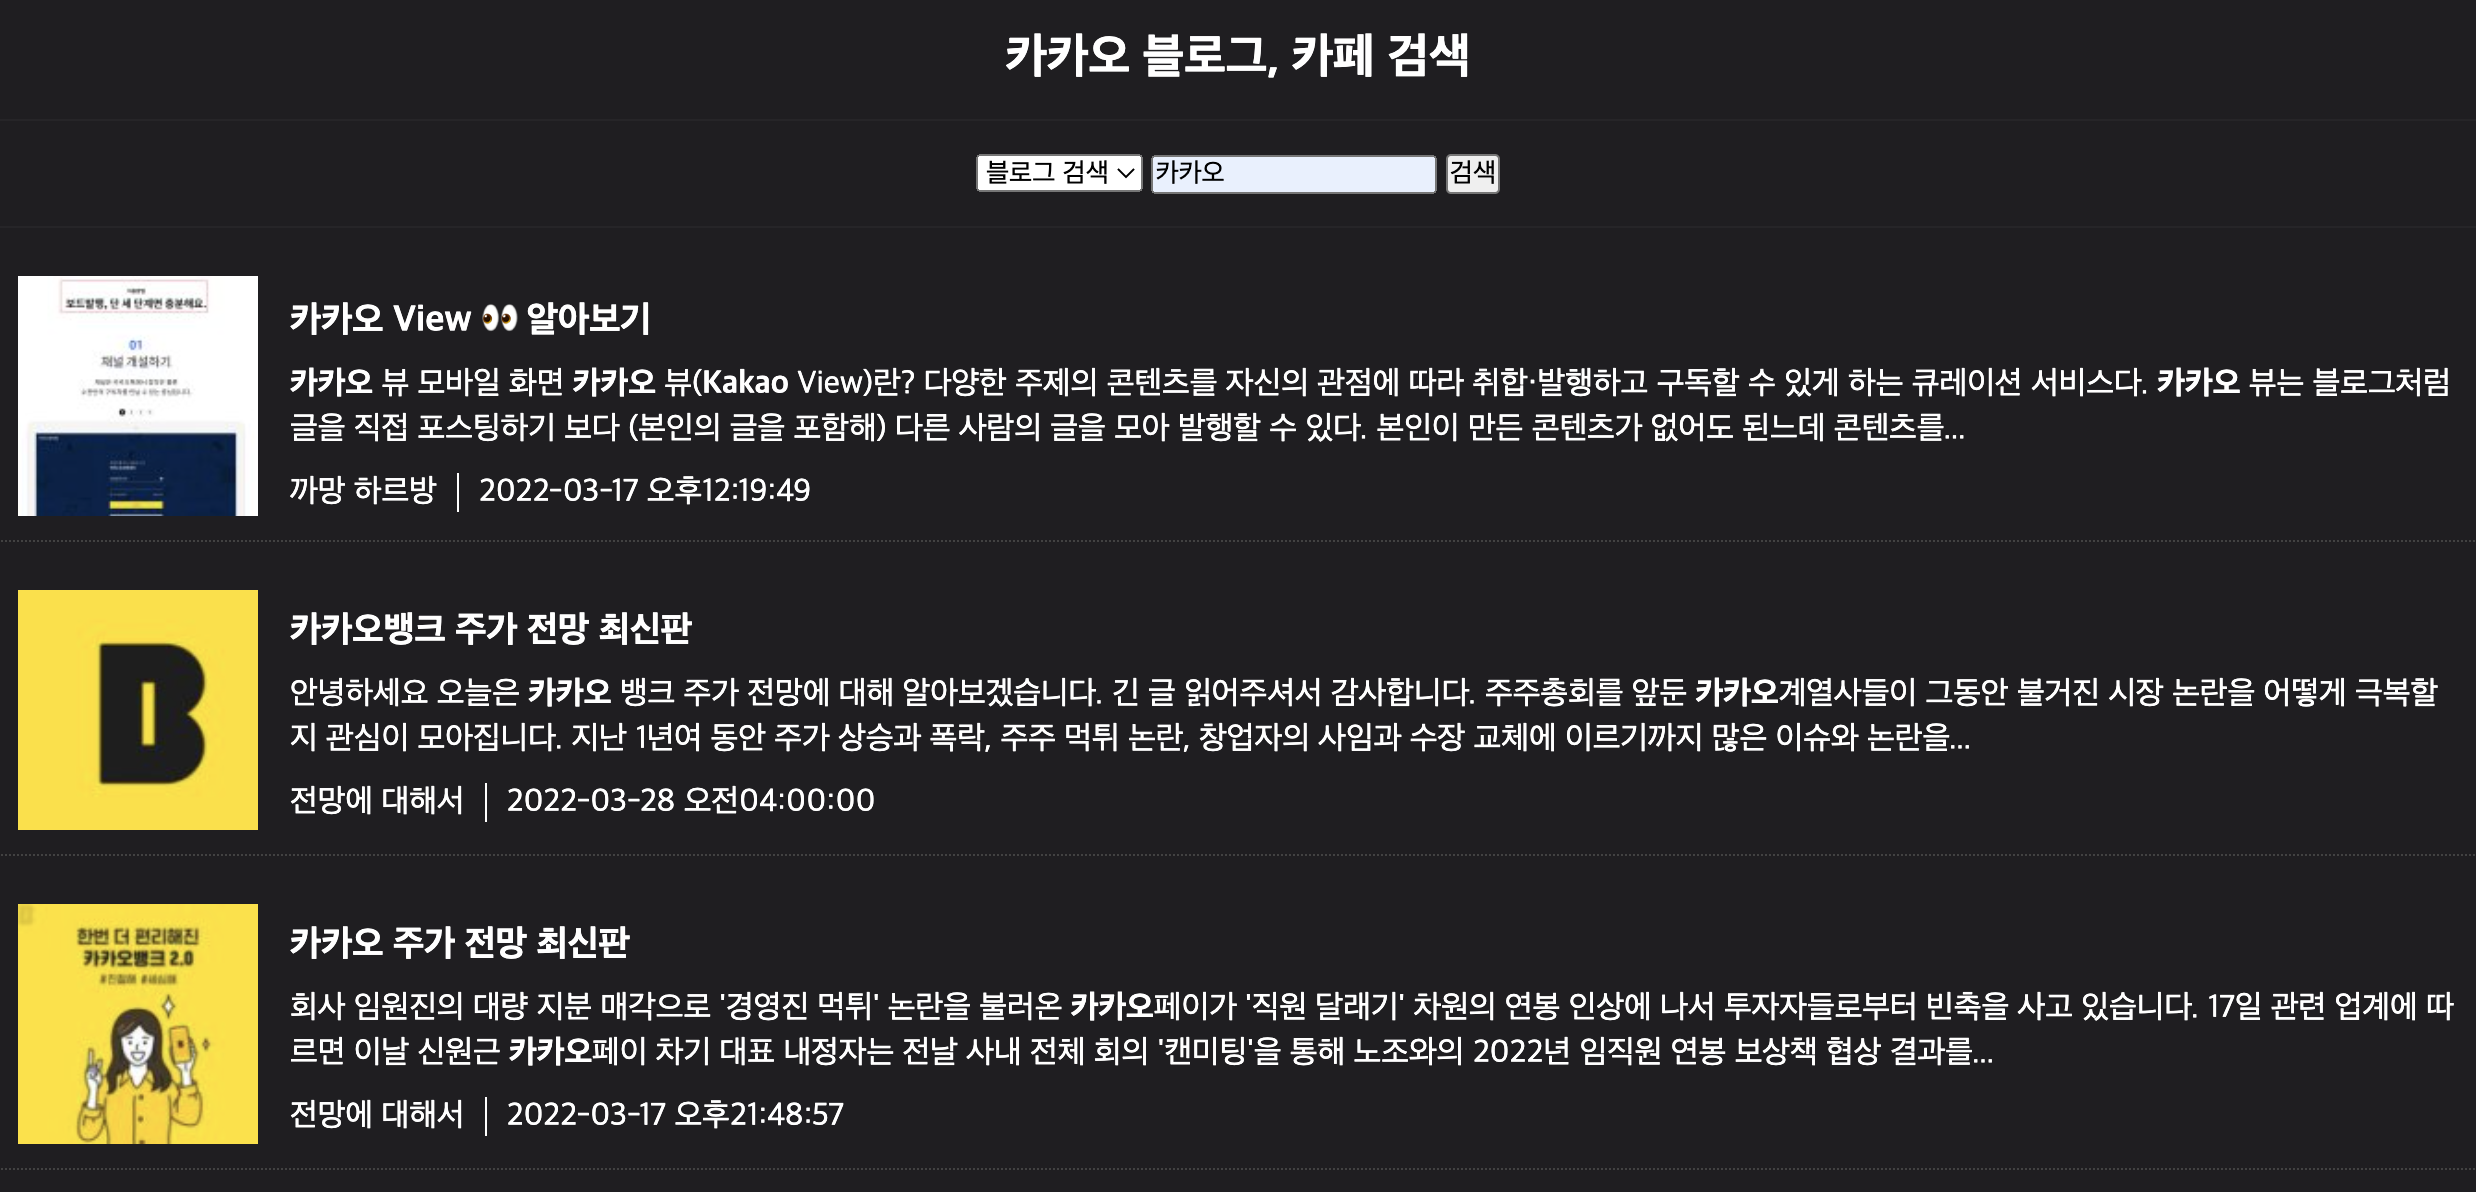 카카오 블로그, 카페 검색
블로그 검색 카카오 검색
보드발행, 단 세 단계면 충분해요.
01
채널 개설하기
카카오 View 👀 알아보기
카카오 뷰 모바일 화면 카카오 뷰(Kakao View)란? 다양한 주제의 콘텐츠를 자신의 관점에 따라 취합·발행하고 구독할 수 있게 하는 큐레이션 서비스다. 카카오 뷰는 블로그처럼
글을 직접 포스팅하기 보다 (본인의 글을 포함해) 다른 사람의 글을 모아 발행할 수 있다. 본인이 만든 콘텐츠가 없어도 된느데 콘텐츠를...
까망 하르방 | 2022-03-17 오후12:19:49
B
카카오뱅크 주가 전망 최신판
안녕하세요 오늘은 카카오 뱅크 주가 전망에 대해 알아보겠습니다. 긴 글 읽어주셔서 감사합니다. 주주총회를 앞둔 카카오계열사들이 그동안 불거진 시장 논란을 어떻게 극복할
지 관심이 모아집니다. 지난 1년여 동안 주가 상승과 폭락, 주주 먹튀 논란, 창업자의 사임과 수장 교체에 이르기까지 많은 이슈와 논란을...
전망에 대해서 | 2022-03-28 오전04:00:00
한번 더 편리해진
카카오뱅크 2.0
카카오 주가 전망 최신판
회사 임원진의 대량 지분 매각으로 '경영진 먹튀' 논란을 불러온 카카오페이가 '직원 달래기' 차원의 연봉 인상에 나서 투자자들로부터 빈축을 사고 있습니다. 17일 관련 업계에 따
르면 이날 신원근 카카오페이 차기 대표 내정자는 전날 사내 전체 회의 '캔미팅'을 통해 노조와의 2022년 임직원 연봉 보상책 협상 결과를...
전망에 대해서 | 2022-03-17 오후21:48:57